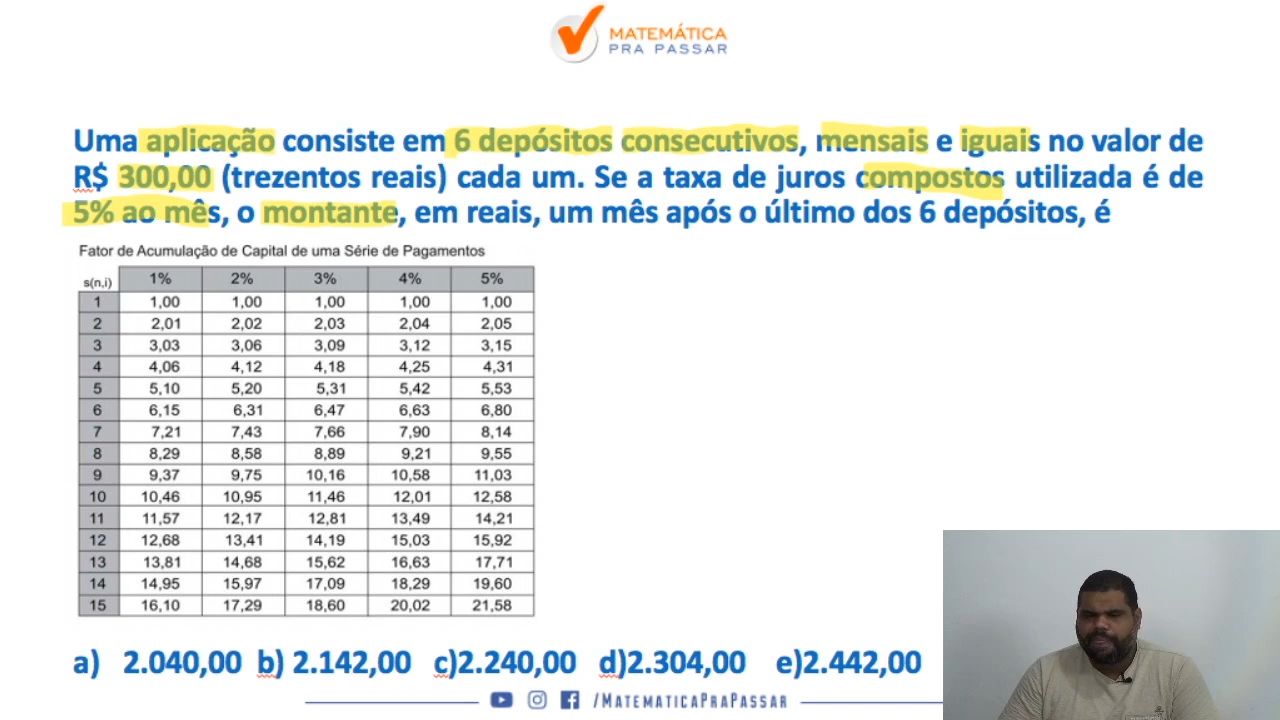 MATEMÁTICA
PRA PASSAR
Uma aplicação consiste em 6 depósitos consecutivos, mensais e iguais no valor de
R$ 300,00 (trezentos reais) cada um. Se a taxa de juros compostos utilizada é de
5% ao mês, o montante, em reais, um mês após o último dos 6 depósitos, é
Fator de Acumulação de Capital de uma Série de Pagamentos
s(n,i) 1% 2% 3% 4% 5%
1 1,00 1,00 1,00 1,00 1,00
2 2,01 2,02 2,03 2,04 2,05
3 3,03 3,06 3,09 3,12 3,15
4 4,06 4,12 4,18 4,25 4,31
5 5,10 5,20 5,31 5,42 5,53
6 6,15 6,31 6,47 6,63 6,80
7 7,21 7,43 7,66 7,90 8,14
8 8,29 8,58 8,89 9,21 9,55
9 9,37 9,75 10,16 10,58 11,03
10 10,46 10,95 11,46 12,01 12,58
11 11,57 12,17 12,81 13,49 14,21
12 12,68 13,41 14,19 15,03 15,92
13 13,81 14,68 15,62 16,63 17,71
14 14,95 15,97 17,09 18,29 19,60
15 16,10 17,29 18,60 20,02 21,58
a) 2.040,00 b) 2.142,00 c)2.240,00 d)2.304,00 e)2.442,00
/MATEMATICAPRAPASSAR